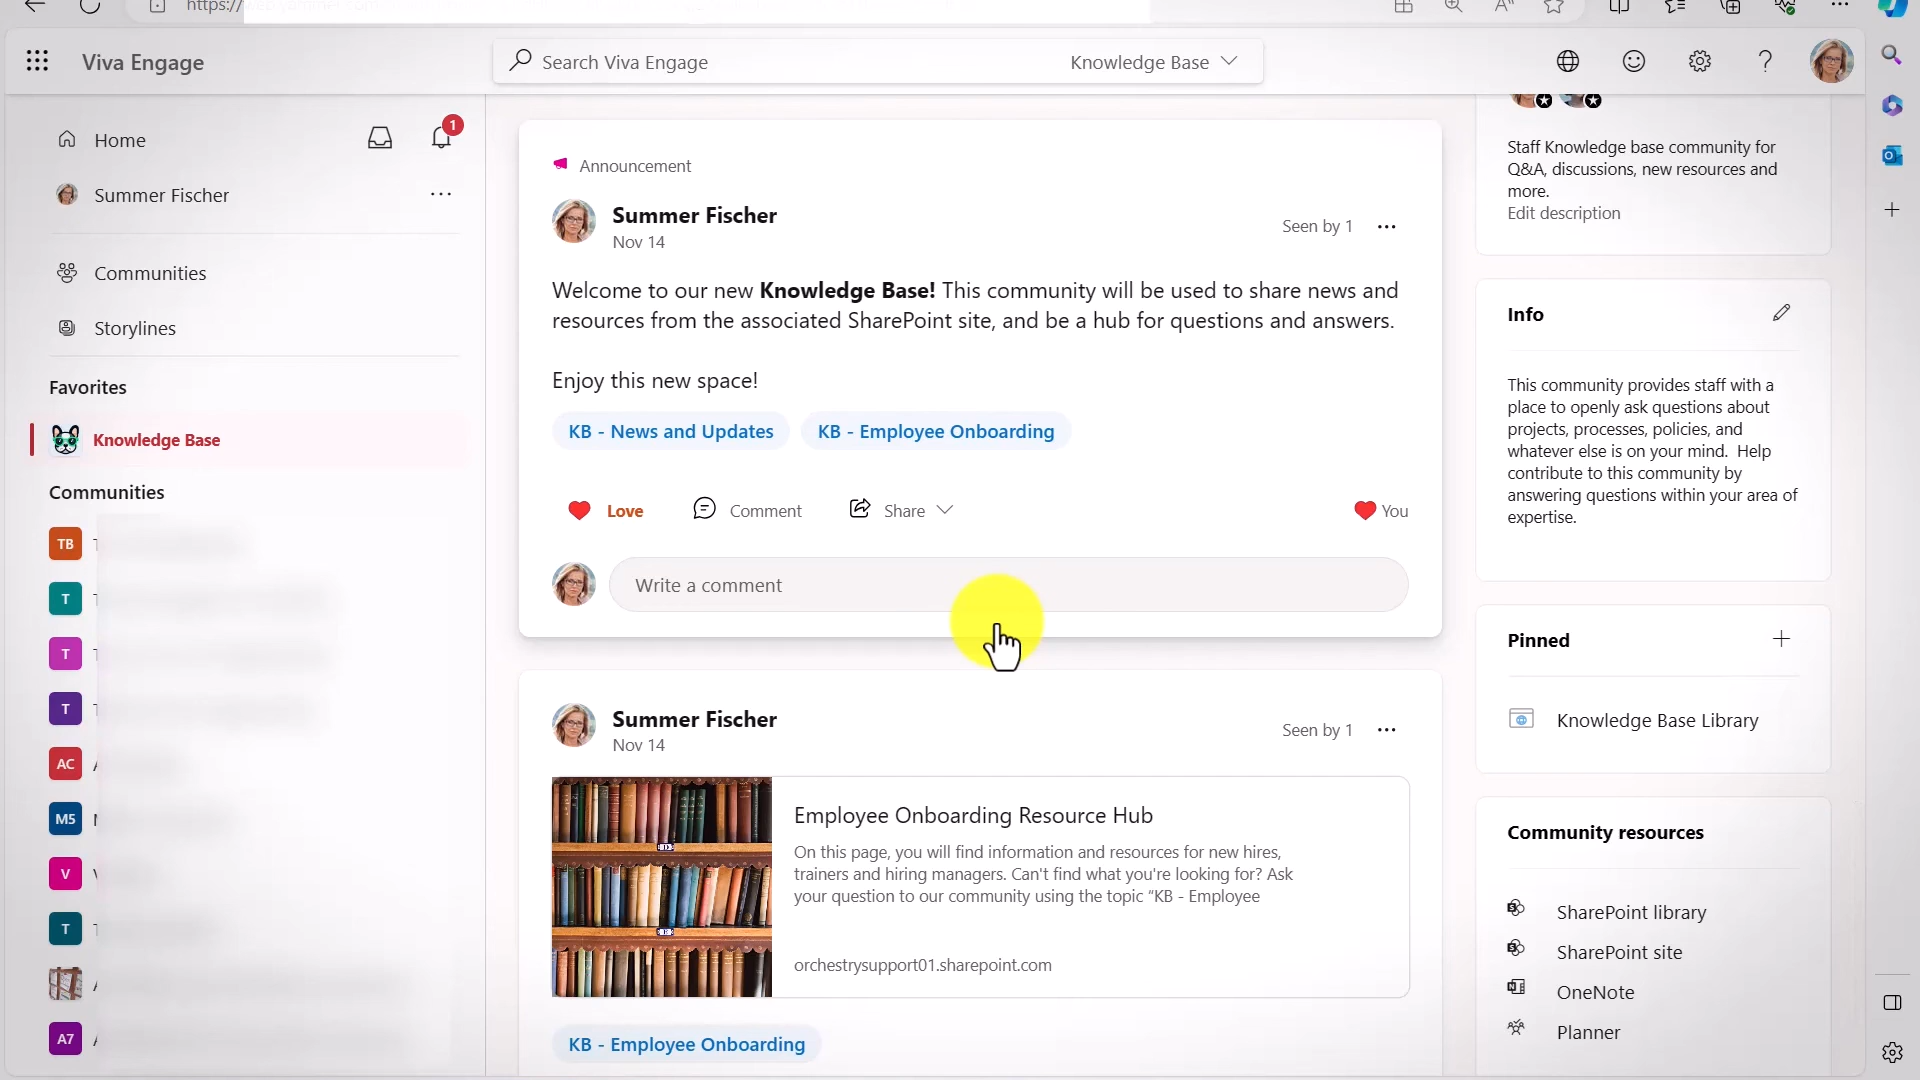 https://
Viva Engage
Search Viva Engage
Knowledge Base
Home
1
Summer Fischer
Communities
Storylines
Favorites
Knowledge Base
Communities
TB
T
T
T
AC
M5
V
T
A7
Announcement
Summer Fischer
Nov 14
Seen by 1
Welcome to our new Knowledge Base! This community will be used to share news and
resources from the associated SharePoint site, and be a hub for questions and answers.
Enjoy this new space!
KB - News and Updates
KB - Employee Onboarding
Love
Comment
Share
You
Write a comment
Summer Fischer
Nov 14
Seen by 1
Employee Onboarding Resource Hub
On this page, you will find information and resources for new hires,
trainers and hiring managers. Can't find what you're looking for? Ask
your question to our community using the topic “KB - Employee
orchestrysupport01.sharepoint.com
KB - Employee Onboarding
Staff Knowledge base community for
Q&A, discussions, new resources and
more.
Edit description
Info
This community provides staff with a
place to openly ask questions about
projects, processes, policies, and
whatever else is on your mind. Help
contribute to this community by
answering questions within your area of
expertise.
Pinned
Knowledge Base Library
Community resources
SharePoint library
SharePoint site
OneNote
Planner